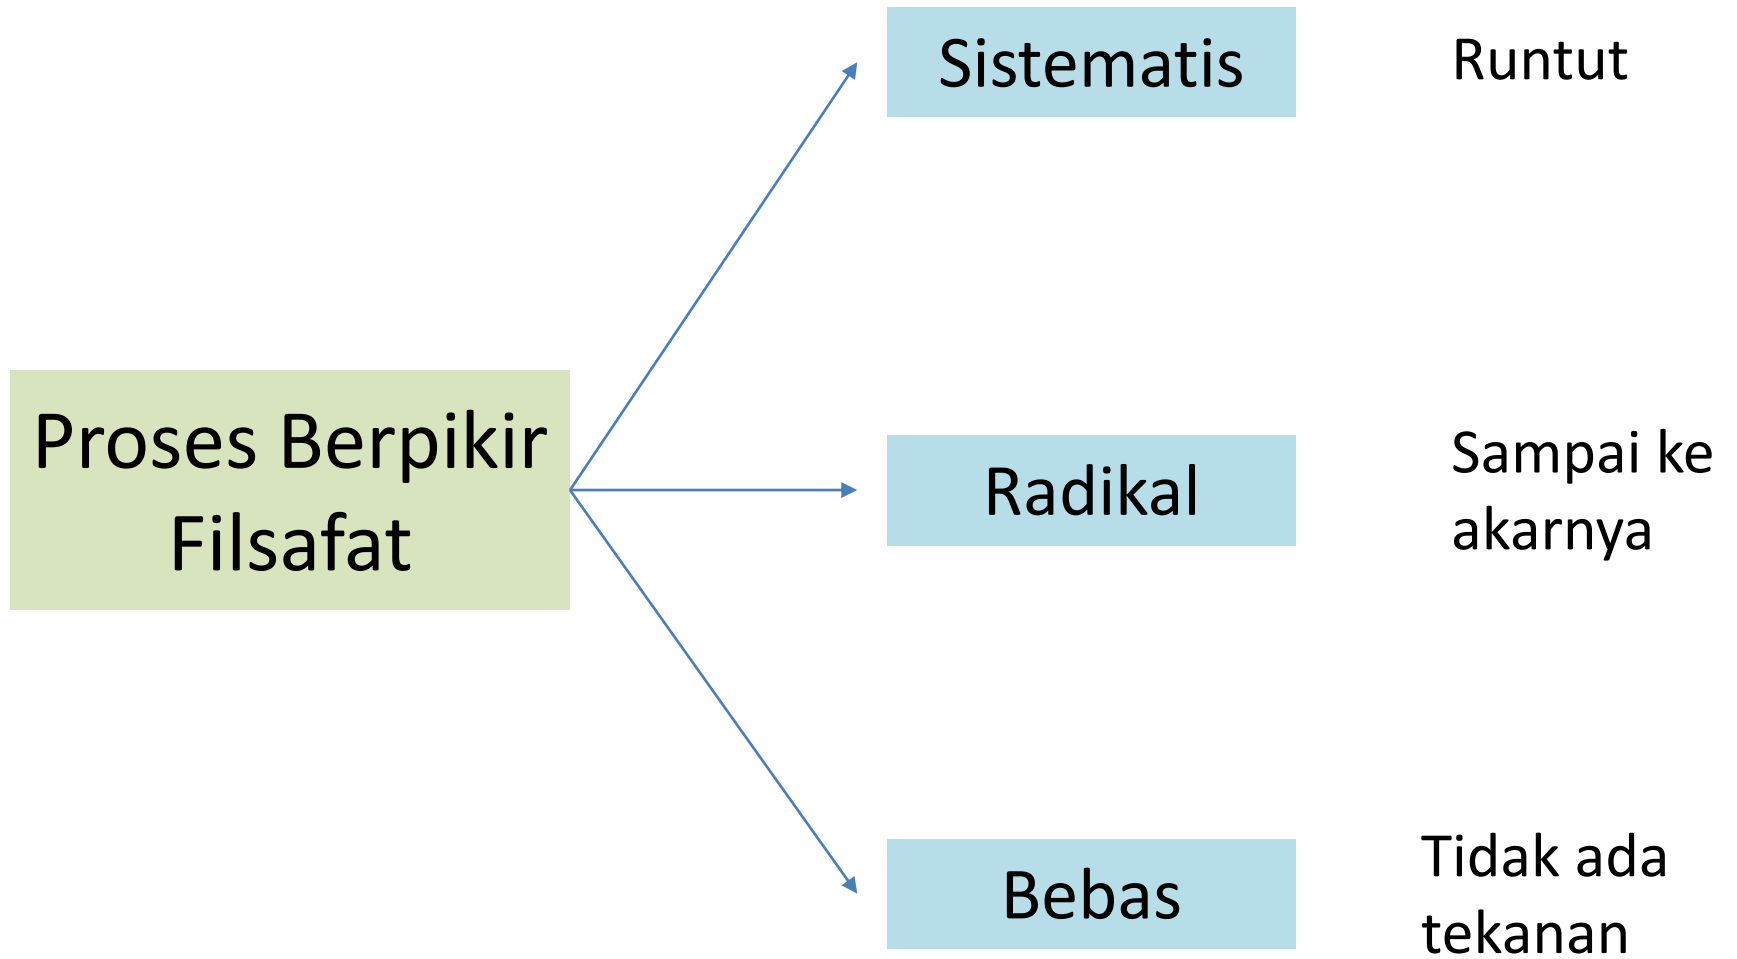 Proses Berpikir
Filsafat
Sistematis
Runtut
Radikal
Sampai ke
akarnya
Bebas
Tidak ada
tekanan